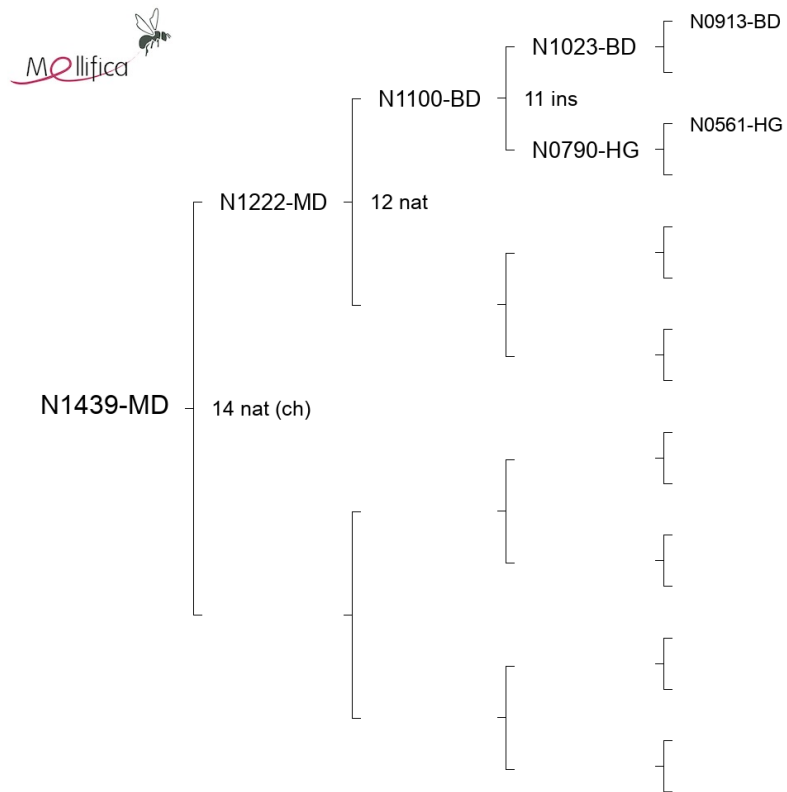 Mellifica
N0913-BD
N1023-BD
N1100-BD
11 ins
N0561-HG
N0790-HG
N1222-MD
12 nat
N1439-MD
14 nat (ch)